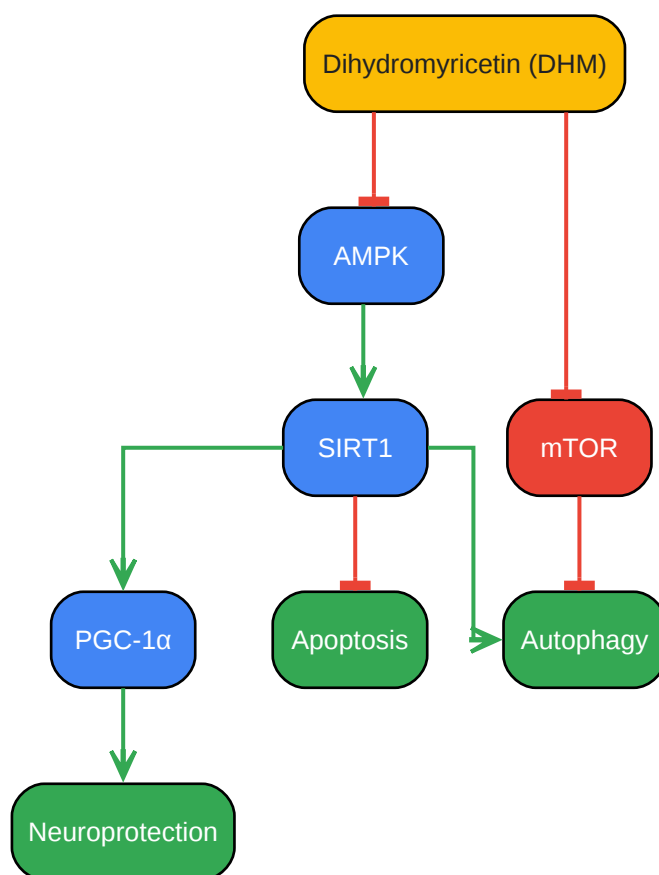 Dihydromyricetin (DHM)
AMPK
SIRT1
mTOR
PGC-1α
Apoptosis
Autophagy
Neuroprotection